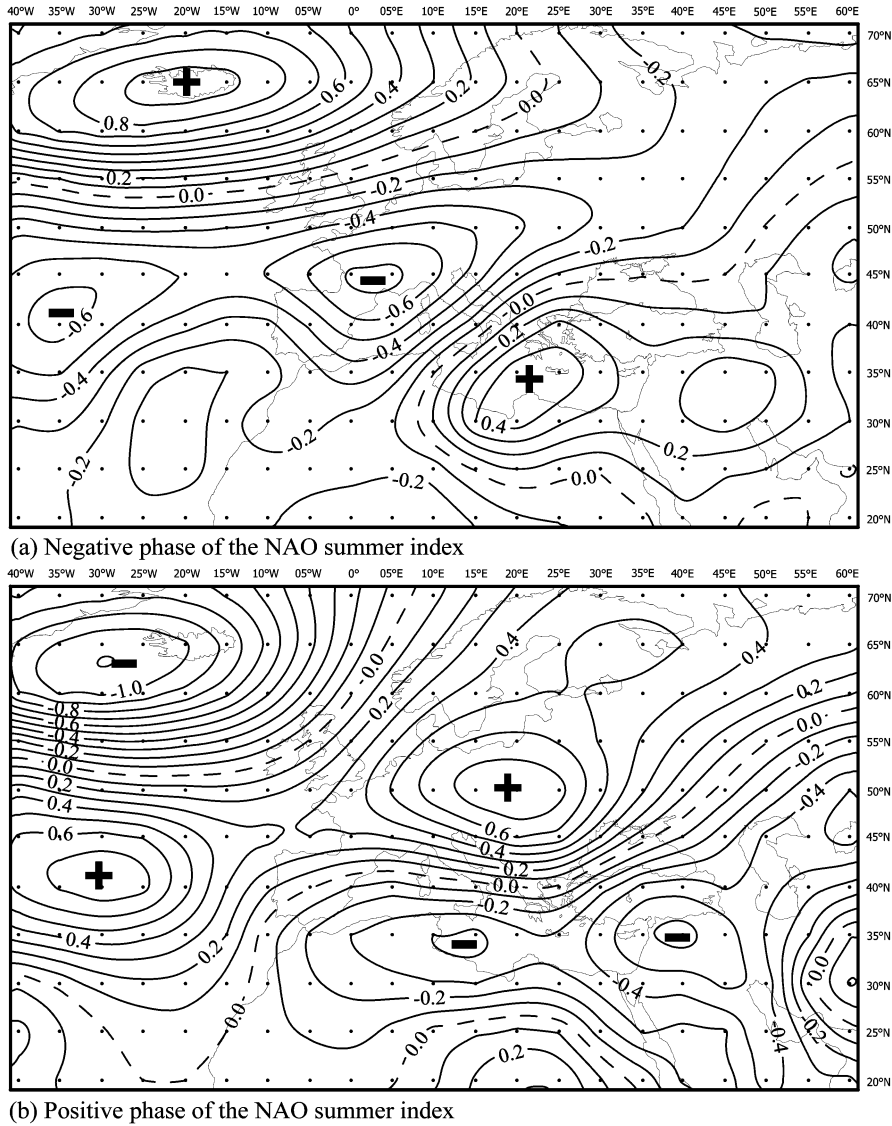 40°W 35°W 30°W 25°W 20°W 15°W 10°W 05°W 0° 05°E 10°E 15°E 20°E 25°E 30°E 35°E 40°E 45°E 50°E 55°E 60°E
70°N
-0.2
65°N
+
0.6 0.4 0.2 0.0
0.8
60°N
0.2
55°N
0.0 -0.2
-0.4
50°N
-0.2
45°N
-0.6
-0.0
-0.6
40°N
0.2
-0.4
-0.4
35°N
+
0.4
30°N
-0.2
0.2
-0.2
25°N
-0.2 0.0
20°N
(a) Negative phase of the NAO summer index
40°W 35°W 30°W 25°W 20°W 15°W 10°W 05°W 0° 05°E 10°E 15°E 20°E 25°E 30°E 35°E 40°E 45°E 50°E 55°E 60°E
70°N
0.4
65°N
0.4
-0.0
-1.0
60°N
0.2
0.2
-0.8
-0.6
-0.0
-0.4
55°N
-0.2
-0.2
0.0
0.2
50°N
+
-0.4
0.4
0.6
0.6
45°N
0.4
0.2
+
0.0
40°N
-0.2
0.4
35°N
0.2
0.0
-0.4
30°N
-0.2
0.0
-0.2
-0.4
25°N
-0.0
0.2
20°N
(b) Positive phase of the NAO summer index